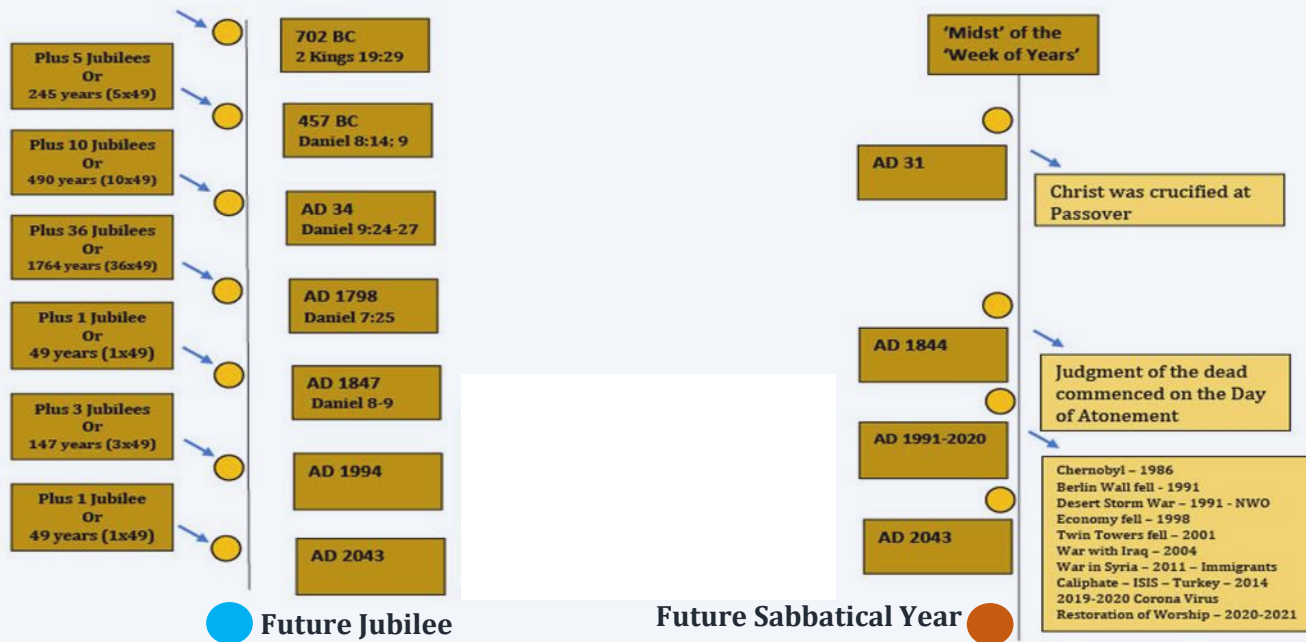 702 BC
2 Kings 19:29
Plus 5 Jubilees
Or
245 years (5x49)
457 BC
Daniel 8:14; 9
Plus 10 Jubilees
Or
490 years (10x49)
AD 34
Daniel 9:24-27
Plus 36 Jubilees
Or
1764 years (36x49)
AD 1798
Daniel 7:25
Plus 1 Jubilee
Or
49 years (1x49)
AD 1847
Daniel 8-9
Plus 3 Jubilees
Or
147 years (3x49)
AD 1994
Plus 1 Jubilee
Or
49 years (1x49)
AD 2043
Future Jubilee
‘Midst’ of the
‘Week of Years’
AD 31
Christ was crucified at
Passover
AD 1844
Judgment of the dead
commenced on the Day
of Atonement
AD 1991-2020
Chernobyl – 1986
Berlin Wall fell - 1991
Desert Storm War – 1991 - NWO
Economy fell – 1998
Twin Towers fell – 2001
War with Iraq – 2004
War in Syria – 2011 – Immigrants
Caliphate – ISIS – Turkey - 2014
2019-2020 Corona Virus
Restoration of Worship – 2020-2021
AD 2043
Future Sabbatical Year